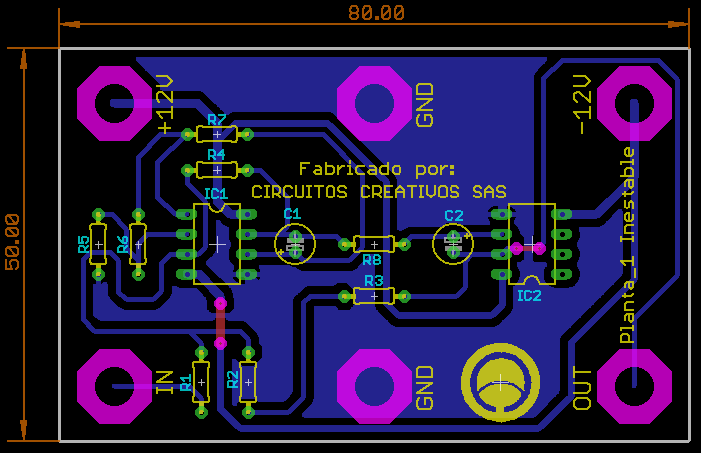 80.00
50.00
+12V
GND
-12V
R7
R4
Fabricado por:
CIRCUITOS CREATIVOS SAS
IC1
C1
C2
R5
R6
R8
R3
IC2
Planta_1 Inestable
R1
R2
IN
GND
OUT